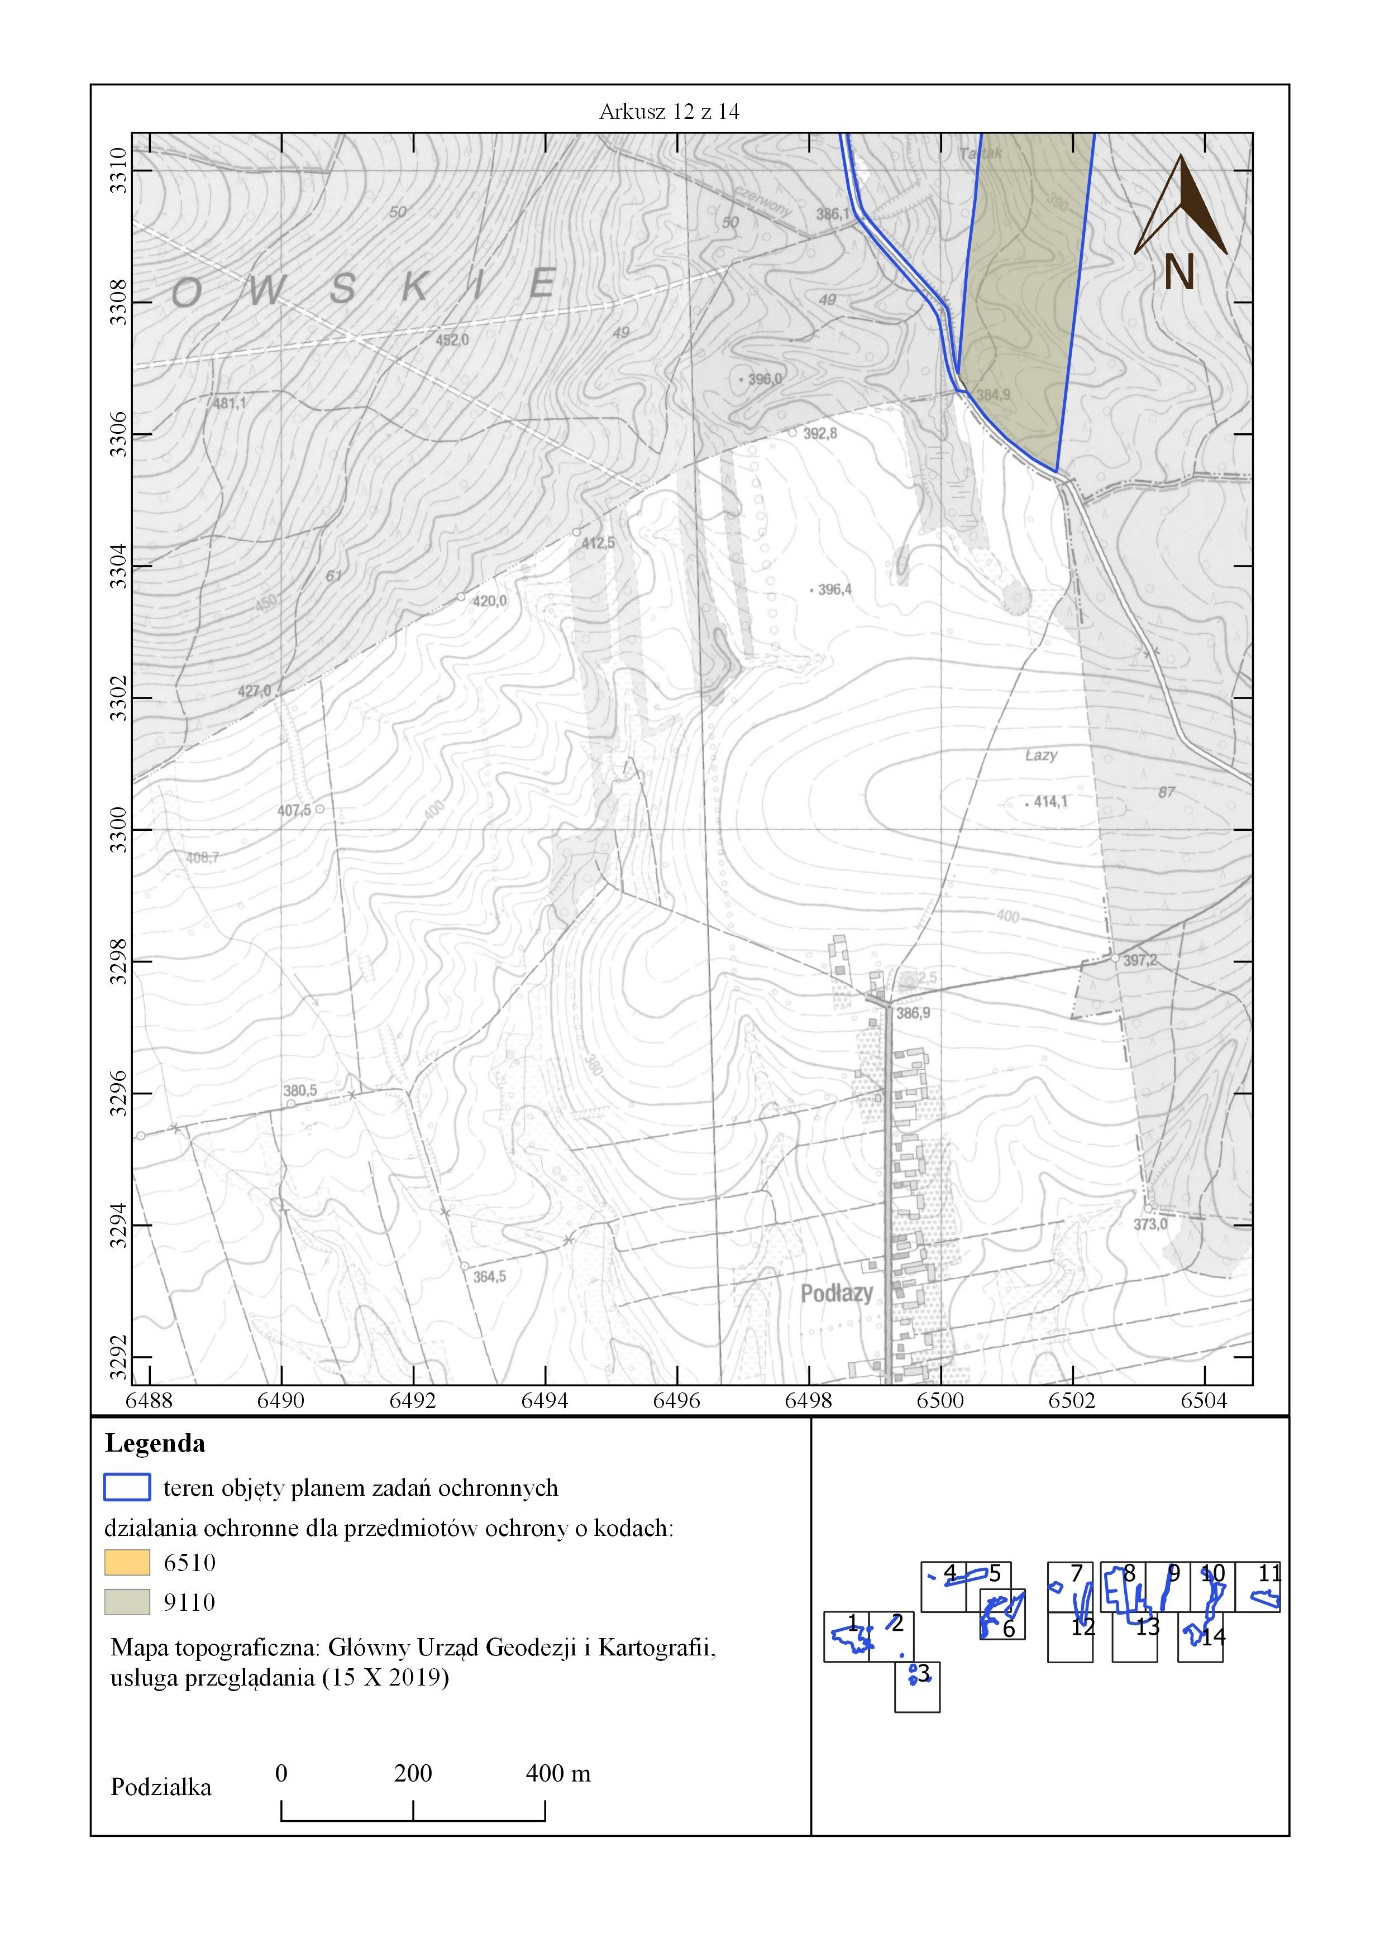 Arkusz 12 z 14
3310
3308
3306
3304
3302
3300
3298
3296
3294
3292
Tartak
390
50
czerwony
50
386,1
O W S K I E
49
49
452,0
396,0
481,1
384,9
392,8
412,5
61
450
420,0
396,4
427,0
Łazy
407,5
400
414,1
87
408,7
400
397,2
2,5
386,9
380
380,5
373,0
364,5
Podłazy
6488 6490 6492 6494 6496 6498 6500 6502 6504
N
Legenda
teren objęty planem zadań ochronnych
działania ochronne dla przedmiotów ochrony o kodach:
6510
9110
Mapa topograficzna: Główny Urząd Geodezji i Kartografii,
usługa przeglądania (15 X 2019)
Podziałka 0 200 400 m
4 5 7 8 9 10 11
1 2 6 12 13 14
3